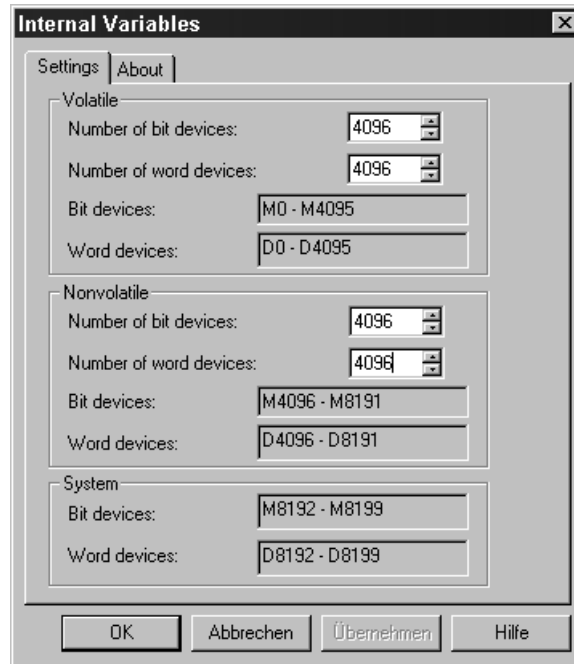 Internal Variables
Settings About
Volatile
Number of bit devices: 4096
Number of word devices: 4096
Bit devices: M0 - M4095
Word devices: D0 - D4095
Nonvolatile
Number of bit devices: 4096
Number of word devices: 4096
Bit devices: M4096 - M8191
Word devices: D4096 - D8191
System
Bit devices: M8192 - M8199
Word devices: D8192 - D8199
OK Abbrechen Übernehmen Hilfe